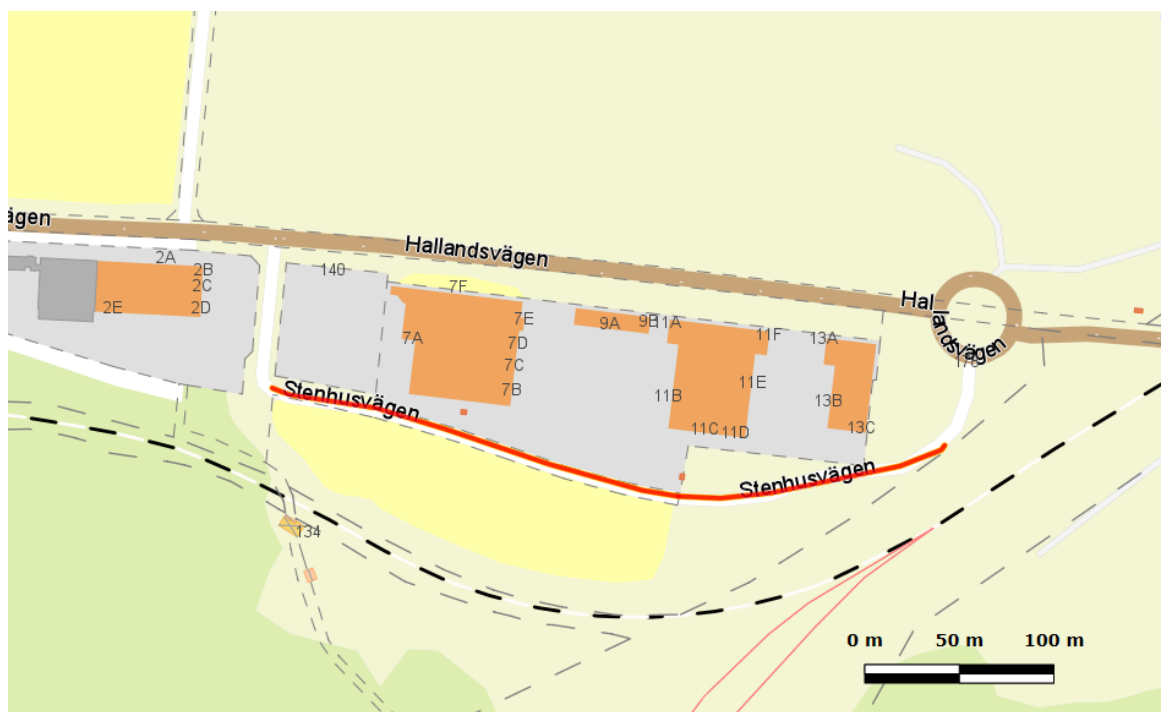 ägen
Hallandsvägen
Hallandsvägen
2A
2B
2C
2D
2E
140
7F
7E
7A
7D
7C
7B
9A
9B
11A
11F
13A
11E
11B
13B
11C
11D
13C
Stenhusvägen
Stenhusvägen
134
0 m 50 m 100 m